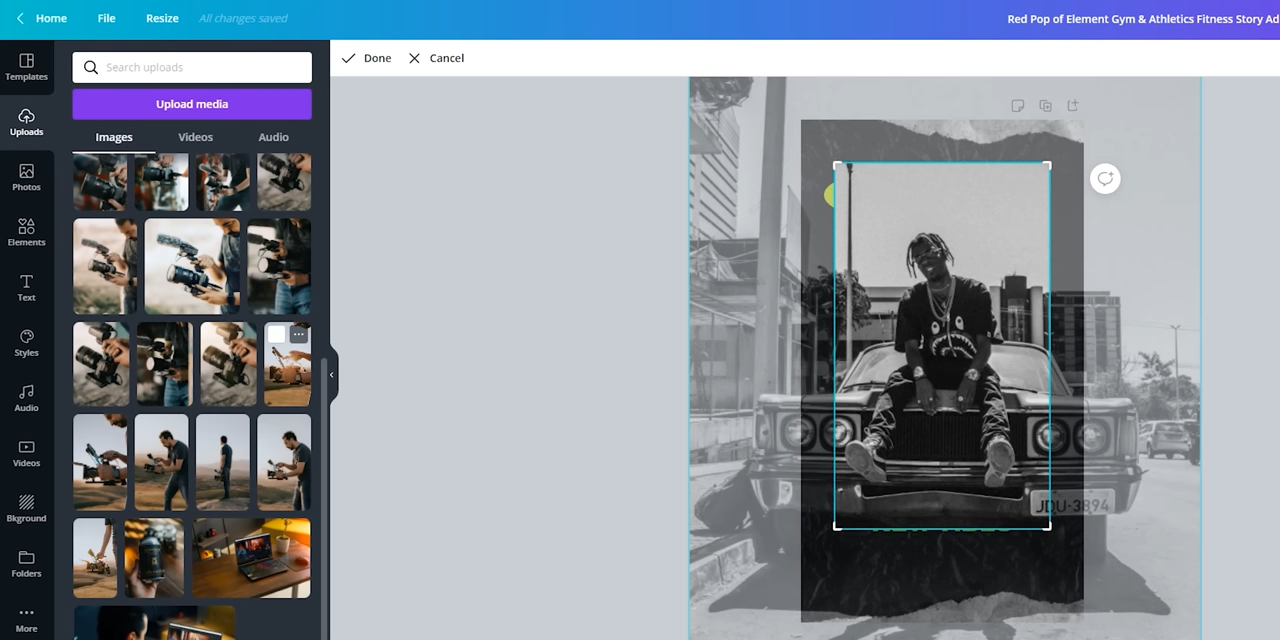 Home File Resize All changes saved
Red Pop of Element Gym & Athletics Fitness Story Ad
Done Cancel
Search uploads
Upload media
Images Videos Audio
Templates
Uploads
Photos
Elements
Text
Styles
Audio
Videos
Bkground
Folders
More
JDU-3894